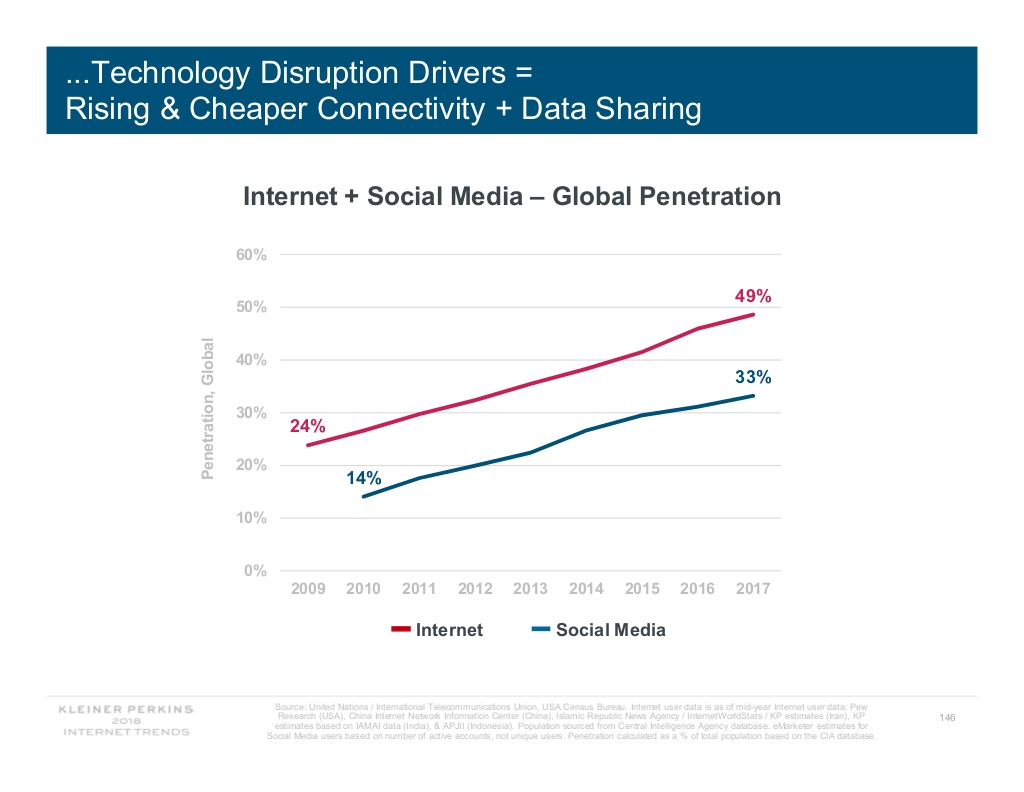 ...Technology Disruption Drivers =
Rising & Cheaper Connectivity + Data Sharing
Internet + Social Media – Global Penetration
60%
50%
40%
30%
20%
10%
0%
Penetration, Global
49%
33%
24%
14%
2009 2010 2011 2012 2013 2014 2015 2016 2017
Internet Social Media
KLEINER PERKINS
2018
INTERNET TRENDS
Source: United Nations / International Telecommunications Union, USA Census Bureau. Internet user data is as of mid-year Internet user data: Pew
Research (USA), China Internet Network Information Center (China), Islamic Republic News Agency / InternetWorldStats / KP estimates (Iran), KP
estimates based on IAMAI data (India), & APJII (Indonesia). Population sourced from Central Intelligence Agency database. eMarketer estimates for
Social Media users based on number of active accounts, not unique users. Penetration calculated as a % of total population based on the CIA database.
146